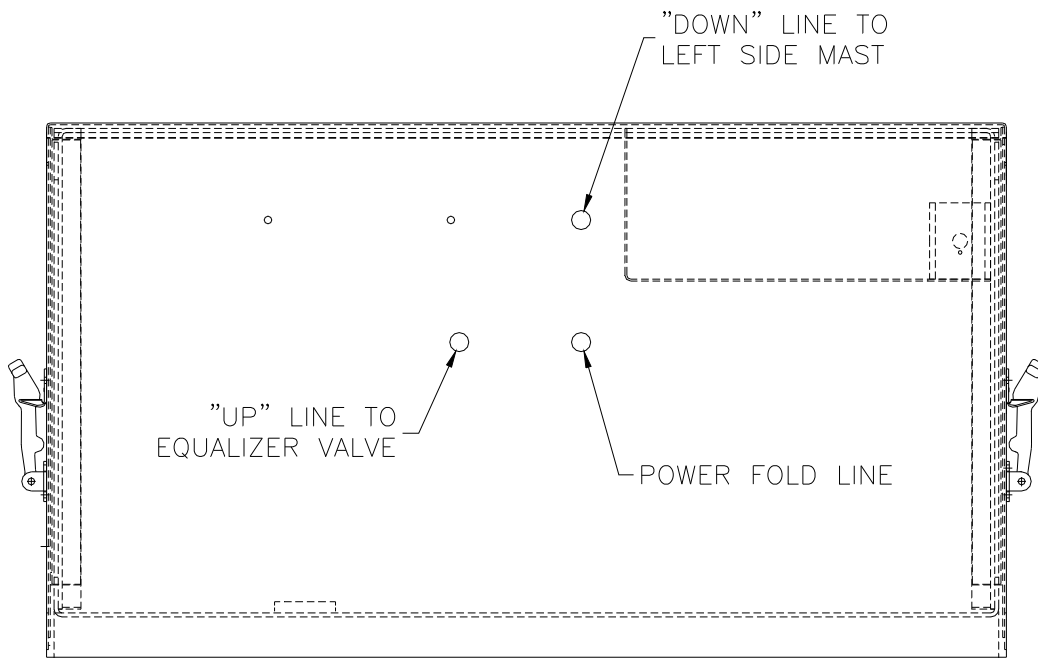 ”DOWN” LINE TO
LEFT SIDE MAST
”UP” LINE TO
EQUALIZER VALVE
POWER FOLD LINE